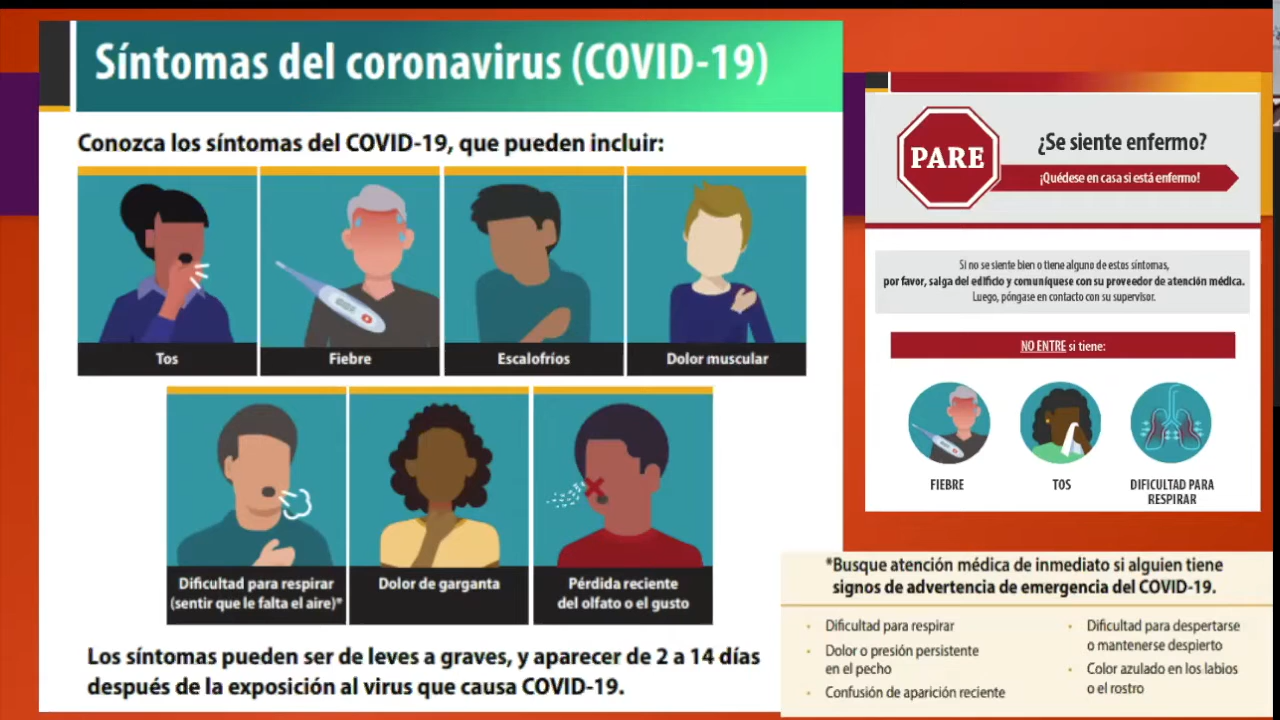 Síntomas del coronavirus (COVID-19)
Conozca los síntomas del COVID-19, que pueden incluir:
Tos
Fiebre
Escalofríos
Dolor muscular
Dificultad para respirar
(sentir que le falta el aire)*
Dolor de garganta
Pérdida reciente
del olfato o el gusto
Los síntomas pueden ser de leves a graves, y aparecer de 2 a 14 días
después de la exposición al virus que causa COVID-19.
PARE
¿Se siente enfermo?
¡Quédese en casa si está enfermo!
Si no se siente bien o tiene alguno de estos síntomas,
por favor, salga del edificio y comuníquese con su proveedor de atención médica.
Luego, póngase en contacto con su supervisor.
NO ENTRE si tiene:
FIEBRE
TOS
DIFICULTAD PARA
RESPIRAR
*Busque atención médica de inmediato si alguien tiene
signos de advertencia de emergencia del COVID-19.
• Dificultad para respirar
• Dolor o presión persistente
en el pecho
• Confusión de aparición reciente
• Dificultad para despertarse
o mantenerse despierto
• Color azulado en los labios
o el rostro